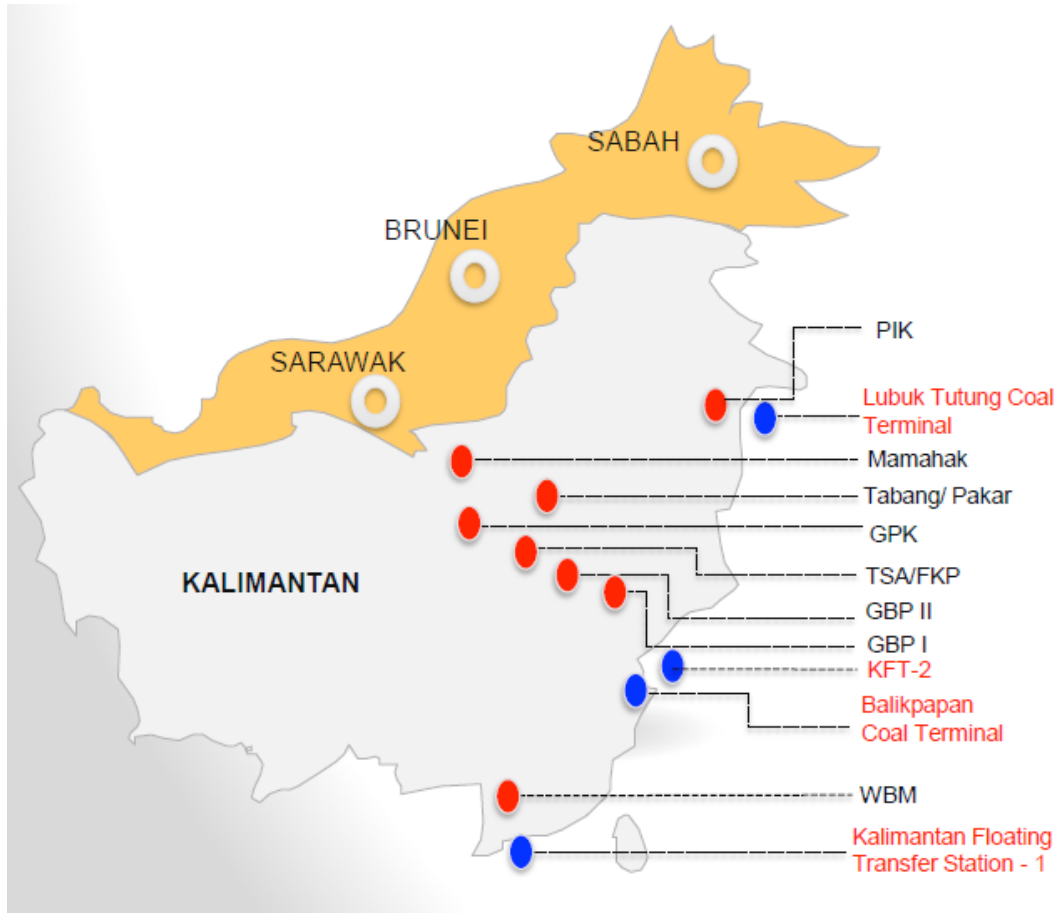 SABAH
BRUNEI
SARAWAK
KALIMANTAN
PIK
Lubuk Tutung Coal
Terminal
Mamahak
Tabang/ Pakar
GPK
TSA/FKP
GBP II
GBP I
KFT-2
Balikpapan
Coal Terminal
WBM
Kalimantan Floating
Transfer Station - 1